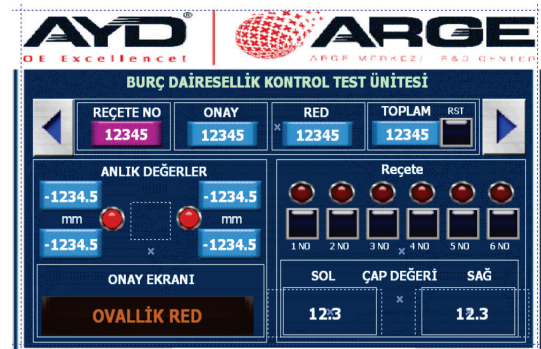 AYD®
ARGE
OE Excellence!
ARGE MERKEZİ R&D CENTER
BURÇ DAİRESELLİK KONTROL TEST ÜNİTESİ
REÇETE NO ONAY RED TOPLAM RST
12345 12345 12345 12345
ANLIK DEĞERLER
Reçete
-1234.5 -1234.5
mm mm
-1234.5 -1234.5
1 NO 2 NO 3 NO 4 NO 5 NO 6 NO
ONAY EKRANI
SOL ÇAP DEĞERİ SAĞ
OVALLİK RED
12.3 12.3